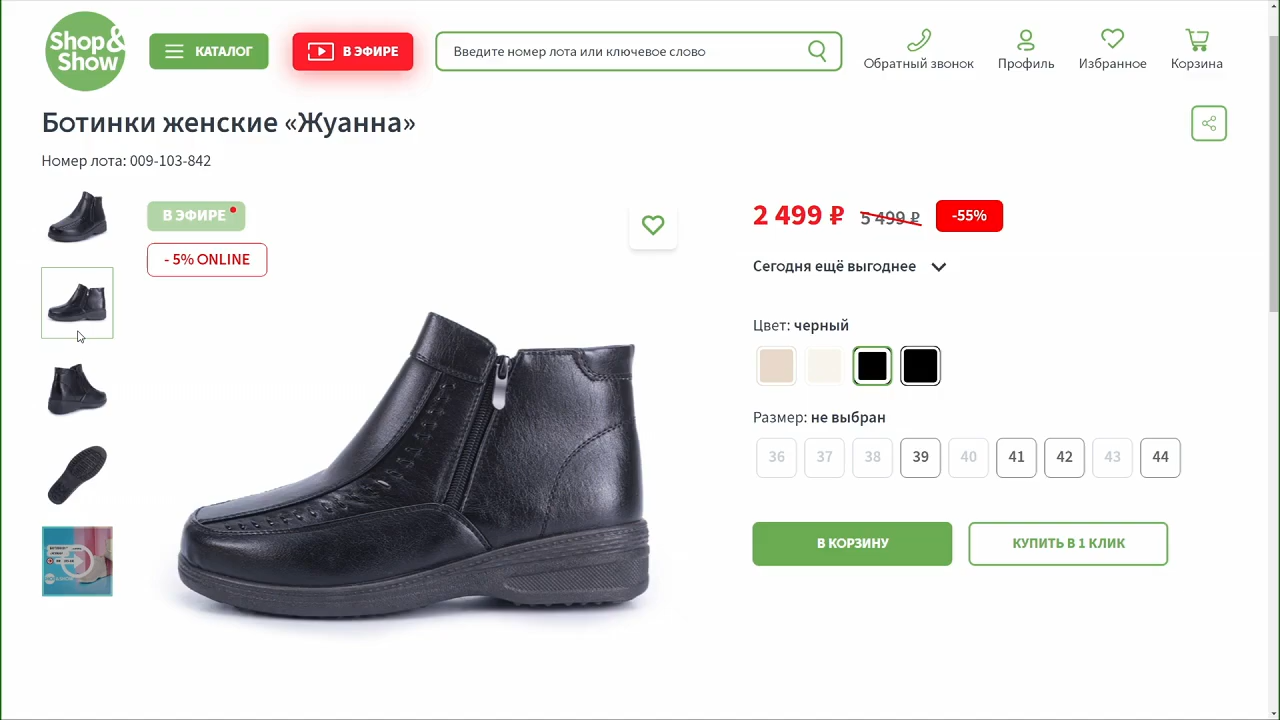 Shop&
Show
КАТАЛОГ
В ЭФИРЕ
Введите номер лота или ключевое слово
Обратный звонок
Профиль
Избранное
Корзина
Ботинки женские «Жуанна»
Номер лота: 009-103-842
В ЭФИРЕ
- 5% ONLINE
2 499 ₽
5 499 ₽
-55%
Сегодня ещё выгоднее
Цвет: черный
Размер: не выбран
36 37 38 39 40 41 42 43 44
В КОРЗИНУ
КУПИТЬ В 1 КЛИК